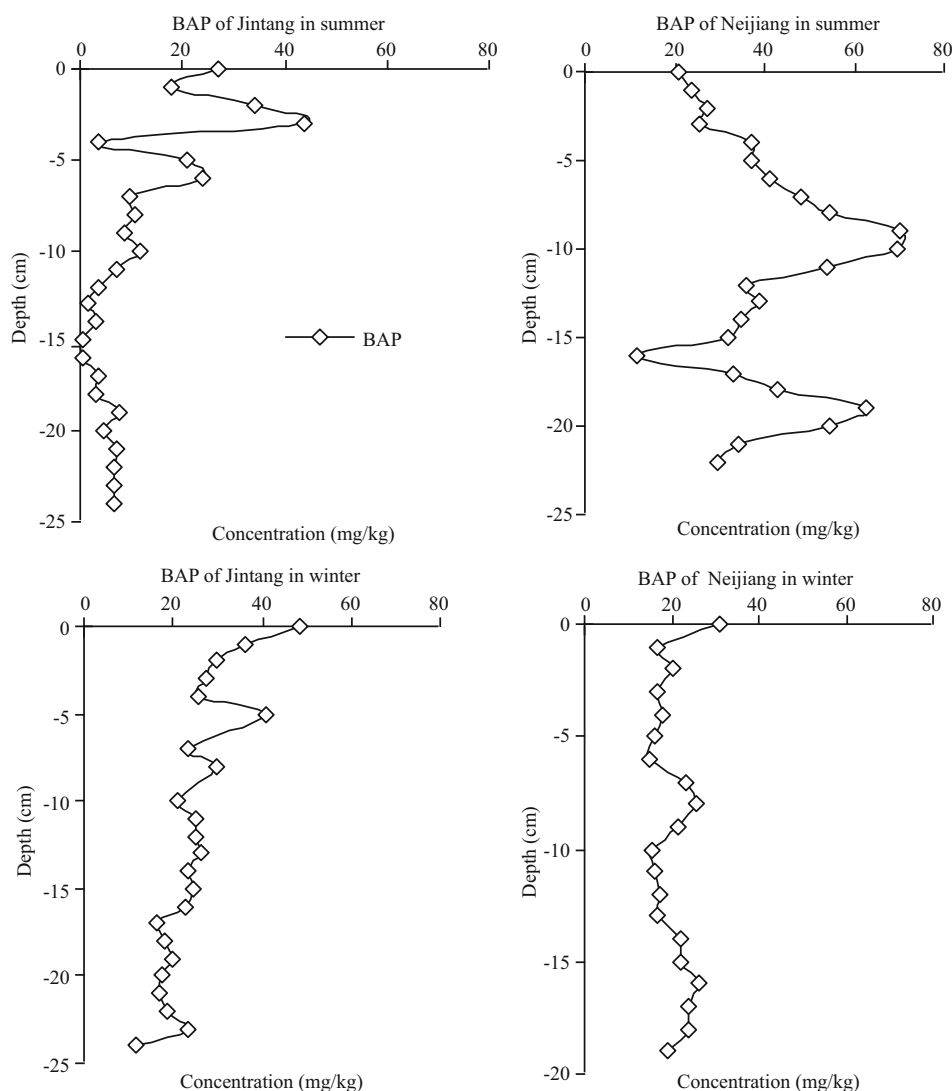 BAP of Jintang in summer
0 20 40 60 80
0
-5
-10
-15
-20
-25
Depth (cm)
BAP
Concentration (mg/kg)
BAP of Neijiang in summer
0 20 40 60 80
0
-5
-10
-15
-20
-25
Depth (cm)
Concentration (mg/kg)
BAP of Jintang in winter
0 20 40 60 80
0
-5
-10
-15
-20
-25
Depth (cm)
Concentration (mg/kg)
BAP of Neijiang in winter
0 20 40 60 80
0
-5
-10
-15
-20
Depth (cm)
Concentration (mg/kg)